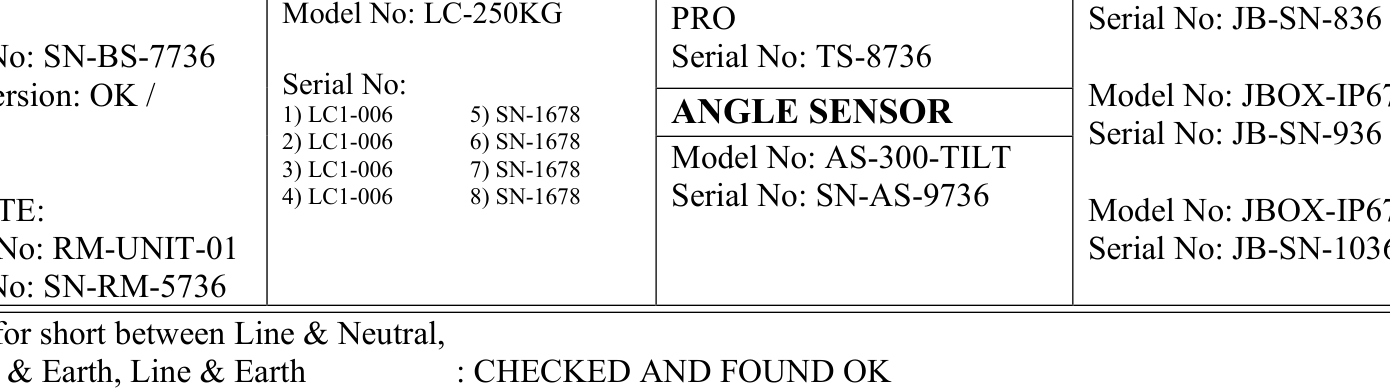 No: SN-BS-7736
ersion: OK /
TE:
No: RM-UNIT-01
No: SN-RM-5736
Model No: LC-250KG
Serial No:
1) LC1-006 5) SN-1678
2) LC1-006 6) SN-1678
3) LC1-006 7) SN-1678
4) LC1-006 8) SN-1678
PRO
Serial No: TS-8736
ANGLE SENSOR
Model No: AS-300-TILT
Serial No: SN-AS-9736
Serial No: JB-SN-836
Model No: JBOX-IP67
Serial No: JB-SN-936
Model No: JBOX-IP67
Serial No: JB-SN-1036
for short between Line & Neutral,
& Earth, Line & Earth : CHECKED AND FOUND OK